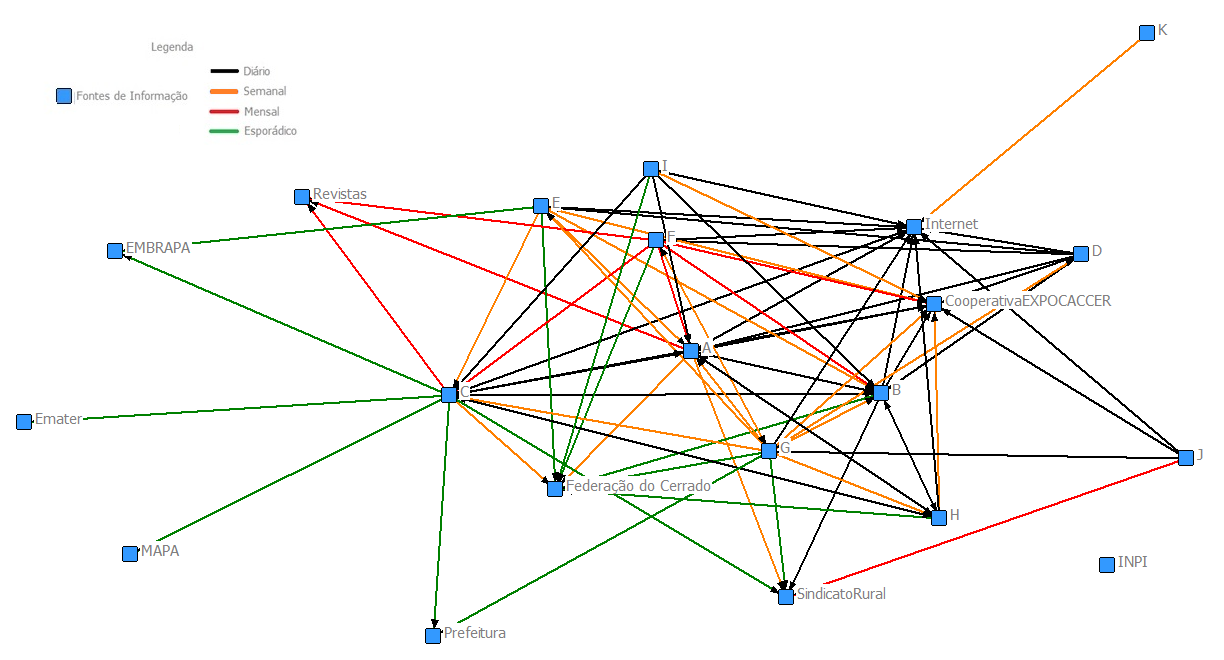 K
Legenda
Diário
Fontes de Informação
Semanal
Mensal
Esporádico
I
Revistas
E
Internet
F
EMBRAPA
D
CooperativaEXPOCACCER
A
C
B
Emater
G
J
Federação do Cerrado
H
MAPA
INPI
SindicatoRural
Prefeitura